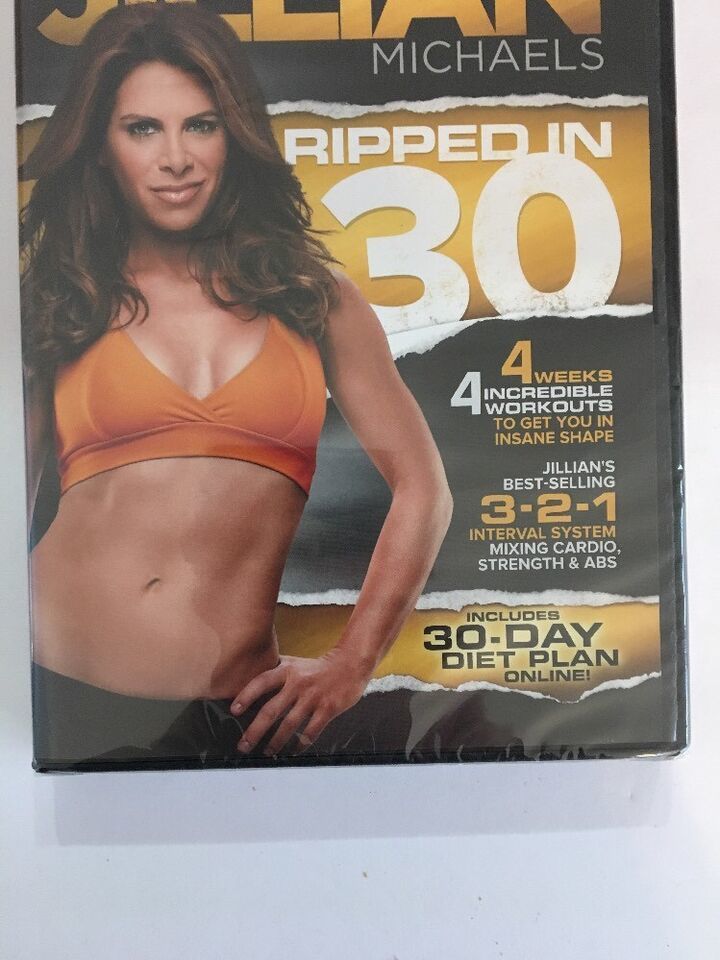 JILLIAN
MICHAELS
RIPPED IN
30
4 WEEKS
4 INCREDIBLE
WORKOUTS
TO GET YOU IN
INSANE SHAPE
JILLIAN'S
BEST-SELLING
3-2-1
INTERVAL SYSTEM
MIXING CARDIO,
STRENGTH & ABS
INCLUDES
30-DAY
DIET PLAN
ONLINE!